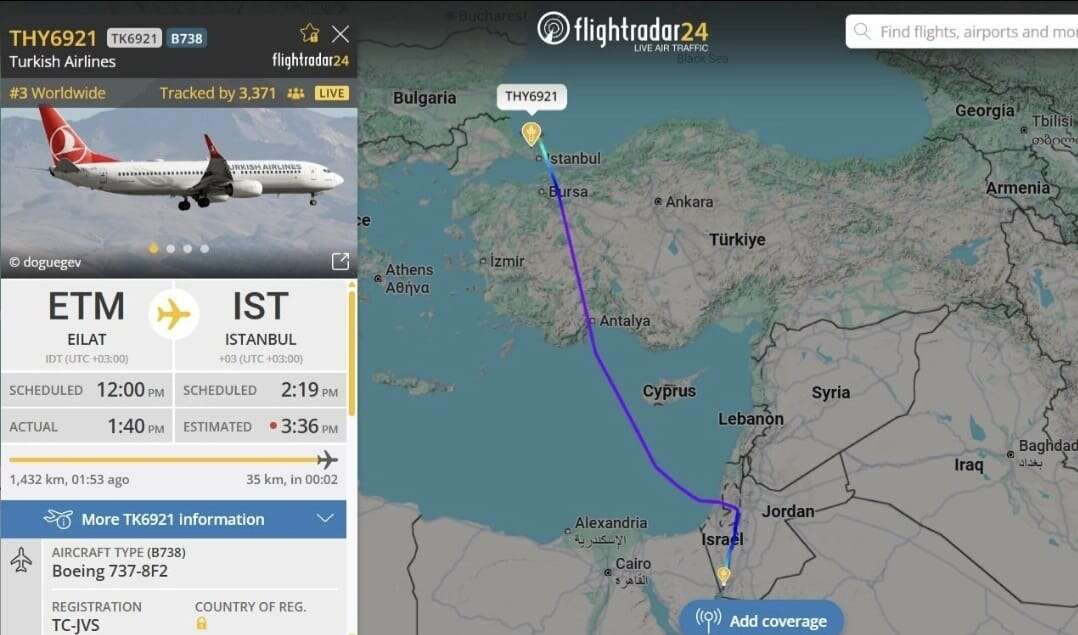 THY6921 TK6921 B738
Turkish Airlines
flightradar24
#3 Worldwide Tracked by 3,371 LIVE
TURKISH AIRLINES
© doguegev
ETM IST
EILAT ISTANBUL
IDT (UTC +03:00) +03 (UTC +03:00)
SCHEDULED 12:00 PM SCHEDULED 2:19 PM
ACTUAL 1:40 PM ESTIMATED 3:36 PM
1,432 km, 01:53 ago 35 km, in 00:02
More TK6921 information
AIRCRAFT TYPE (B738)
Boeing 737-8F2
REGISTRATION COUNTRY OF REG.
TC-JVS
Bucharest
flightradar24
LIVE AIR TRAFFIC
Find flights, airports and mor
Black Sea
Bulgaria
THY6921
Georgia
Tbilisi
Istanbul
Bursa
Ankara
Armenia
Türkiye
ce
Athens
Αθήνα
İzmir
Antalya
Cyprus
Syria
Lebanon
Baghdad
بغداد
Iraq
Jordan
Alexandria
الإسكندرية
Israel
Cairo
القاهرة
Add coverage